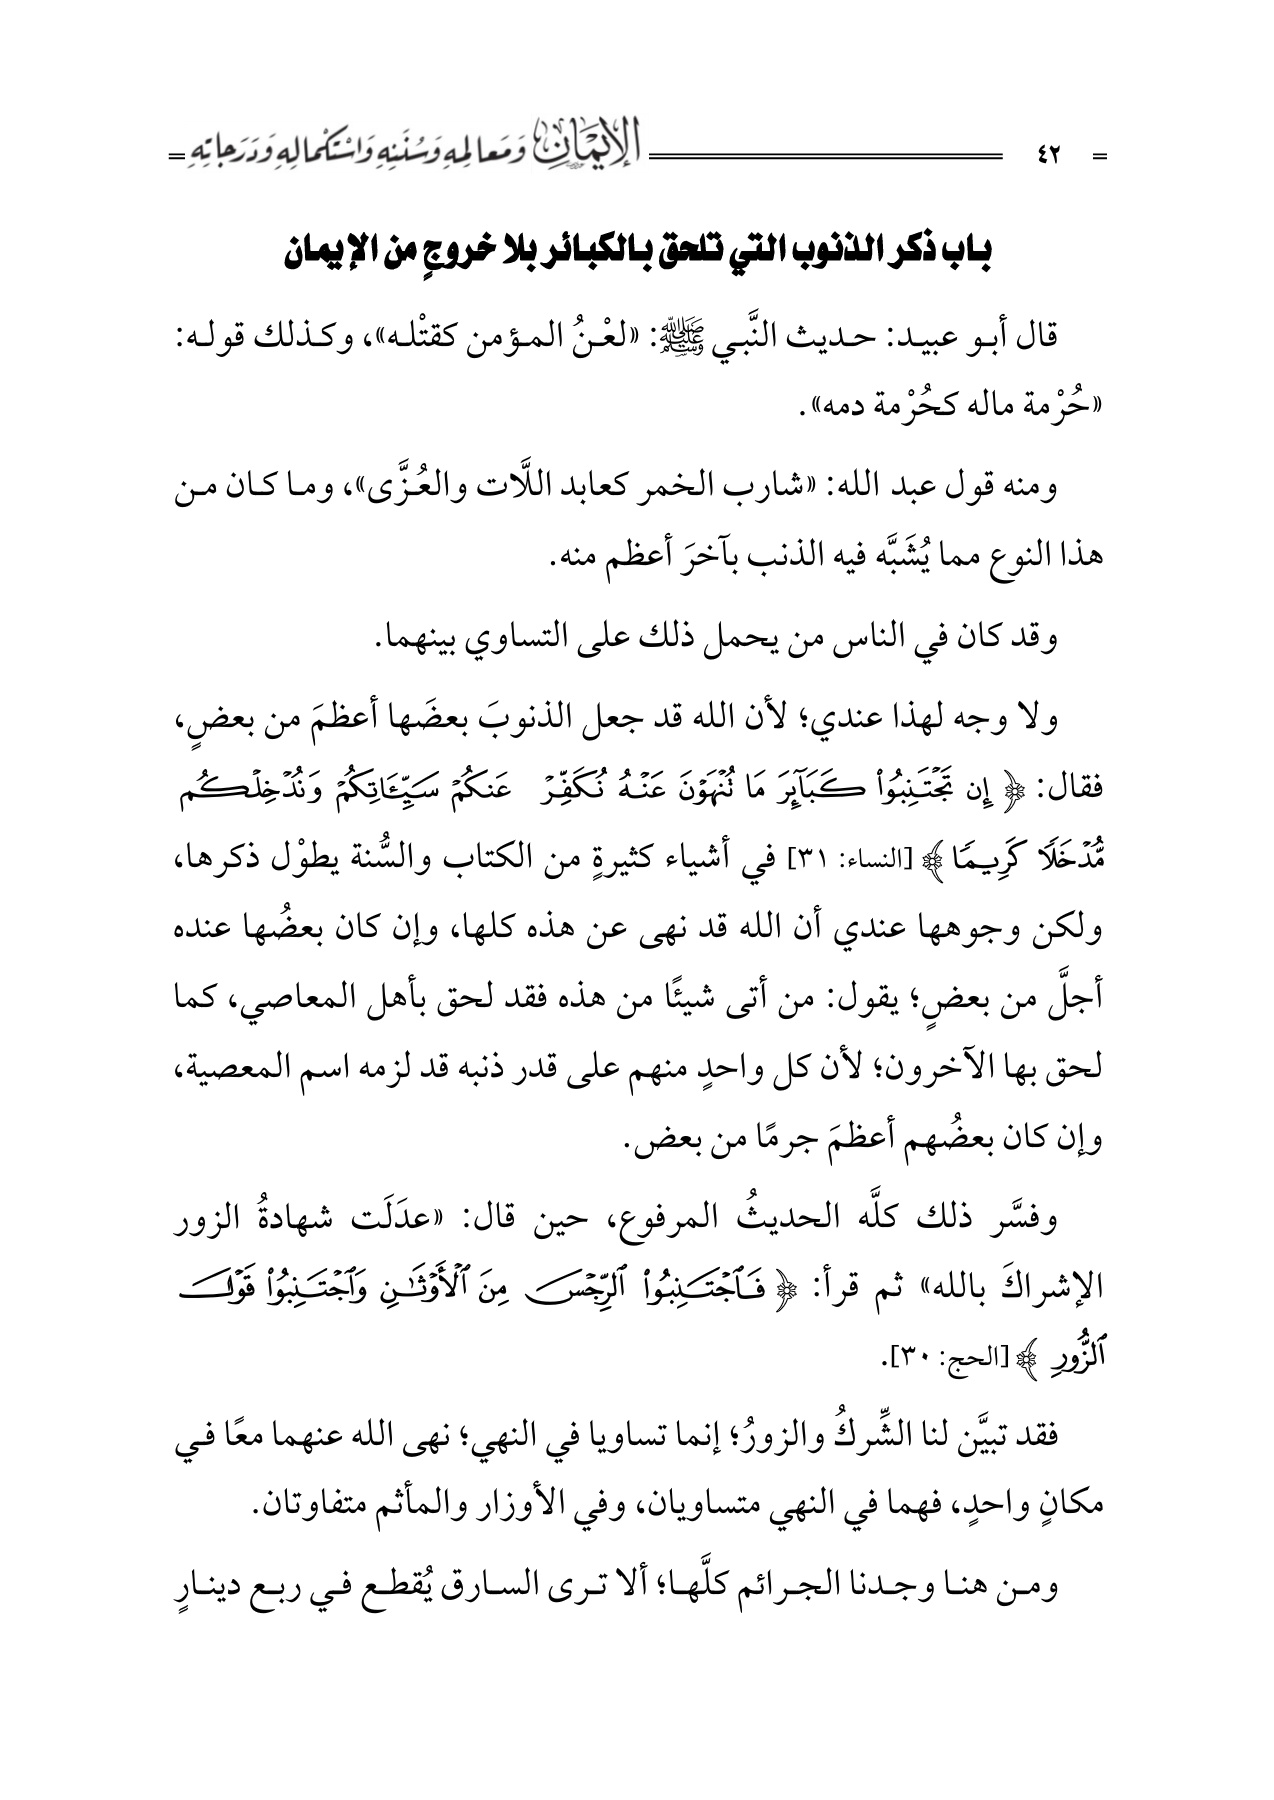 ٤٢ الإيمان ومعالمه وسننه واستكماله ودرجاته
باب ذكر الذنوب التي تلحق بالكبائر بلا خروجٍ من الإيمان
قال أبو عبيد: حديث النَّبي ﷺ: «لعْنُ المؤمن كقتْله»، وكذلك قوله:
«حُرْمة ماله كحُرْمة دمه».
ومنه قول عبد الله: «شارب الخمر كعابد اللَّات والعُزَّى»، وما كان من
هذا النوع مما يُشَبَّه فيه الذنب بآخرَ أعظم منه.
وقد كان في الناس من يحمل ذلك على التساوي بينهما.
ولا وجه لهذا عندي؛ لأن الله قد جعل الذنوبَ بعضَها أعظمَ من بعضٍ،
فقال: ﴿ إِن تَجۡتَنِبُواْ كَبَآئِرَ مَا تُنۡهَوۡنَ عَنۡهُ نُكَفِّرۡ عَنكُمۡ سَيِّـَٔاتِكُمۡ وَنُدۡخِلۡكُم
مُّدۡخَلٗا كَرِيمٗا ﴾ [النساء: ٣١] في أشياء كثيرةٍ من الكتاب والسُّنة يطوْل ذكرها،
ولكن وجوهها عندي أن الله قد نهى عن هذه كلها، وإن كان بعضُها عنده
أجلَّ من بعضٍ؛ يقول: من أتى شيئًا من هذه فقد لحق بأهل المعاصي، كما
لحق بها الآخرون؛ لأن كل واحدٍ منهم على قدر ذنبه قد لزمه اسم المعصية،
وإن كان بعضُهم أعظمَ جرمًا من بعض.
وفسَّر ذلك كلَّه الحديثُ المرفوع، حين قال: «عدَلَت شهادةُ الزور
الإشراكَ بالله» ثم قرأ: ﴿ فَٱجۡتَنِبُواْ ٱلرِّجۡسَ مِنَ ٱلۡأَوۡثَٰنِ وَٱجۡتَنِبُواْ قَوۡلَ
ٱلزُّورِ ﴾ [الحج: ٣٠].
فقد تبيَّن لنا الشِّركُ والزورُ؛ إنما تساويا في النهي؛ نهى الله عنهما معًا في
مكانٍ واحدٍ، فهما في النهي متساويان، وفي الأوزار والمأثم متفاوتان.
ومن هنا وجدنا الجرائم كلَّها؛ ألا ترى السارق يُقطع في ربع دينارٍ